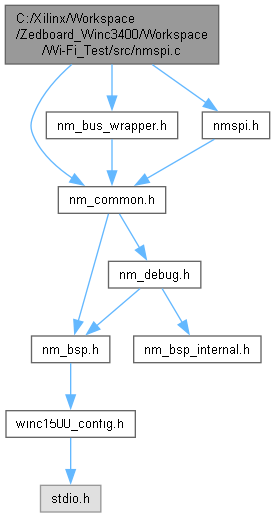 C:/Xilinx/Workspace
/Zedboard_Winc3400/Workspace
/Wi-Fi_Test/src/nmspi.c
nm_bus_wrapper.h
nmspi.h
nm_common.h
nm_debug.h
nm_bsp.h
nm_bsp_internal.h
winc1500_config.h
stdio.h